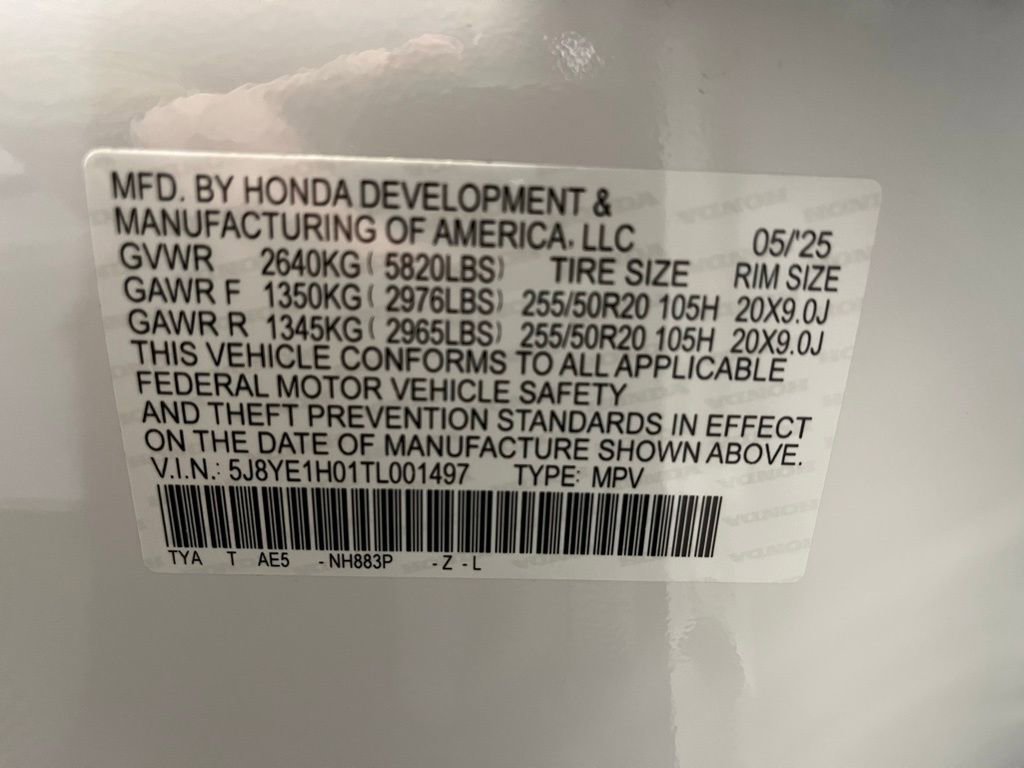 MFD. BY HONDA DEVELOPMENT &
MANUFACTURING OF AMERICA, LLC 05/'25
GVWR 2640KG ( 5820LBS) TIRE SIZE RIM SIZE
GAWR F 1350KG ( 2976LBS) 255/50R20 105H 20X9.0J
GAWR R 1345KG ( 2965LBS) 255/50R20 105H 20X9.0J
THIS VEHICLE CONFORMS TO ALL APPLICABLE
FEDERAL MOTOR VEHICLE SAFETY
AND THEFT PREVENTION STANDARDS IN EFFECT
ON THE DATE OF MANUFACTURE SHOWN ABOVE.
V.I.N.: 5J8YE1H01TL001497 TYPE: MPV
TYA T AE5 -NH883P -Z -L